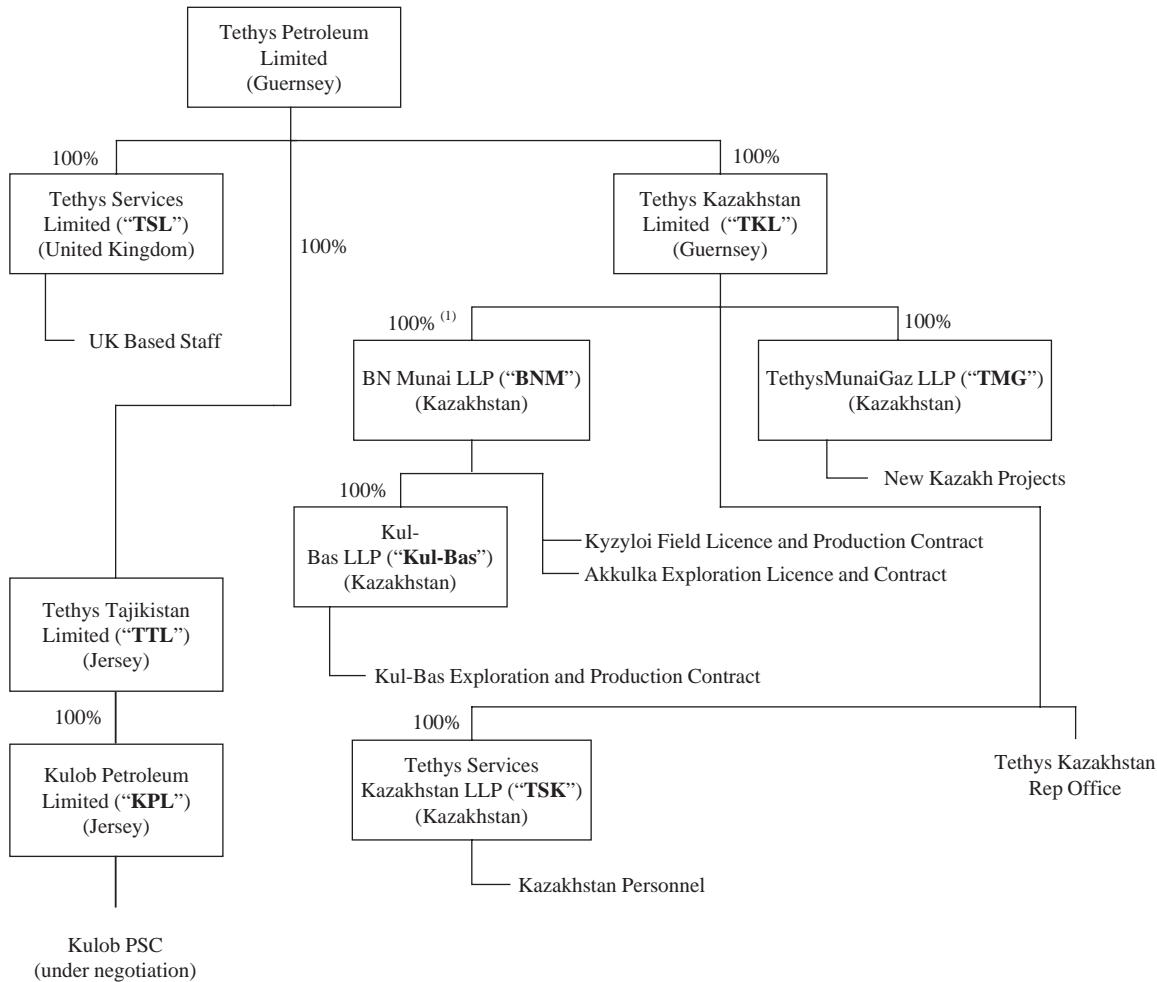 Tethys Petroleum
Limited
(Guernsey)
100%
100%
Tethys Services
Limited (“TSL”)
(United Kingdom)
100%
Tethys Kazakhstan
Limited (“TKL”)
(Guernsey)
UK Based Staff
100% (1)
100%
BN Munai LLP (“BNM”)
(Kazakhstan)
TethysMunaiGaz LLP (“TMG”)
(Kazakhstan)
New Kazakh Projects
100%
Kul-
Bas LLP (“Kul-Bas”)
(Kazakhstan)
Kyzyloi Field Licence and Production Contract
Akkulka Exploration Licence and Contract
Tethys Tajikistan
Limited (“TTL”)
(Jersey)
Kul-Bas Exploration and Production Contract
100%
100%
Kulob Petroleum
Limited (“KPL”)
(Jersey)
Tethys Services
Kazakhstan LLP (“TSK”)
(Kazakhstan)
Tethys Kazakhstan
Rep Office
Kazakhstan Personnel
Kulob PSC
(under negotiation)